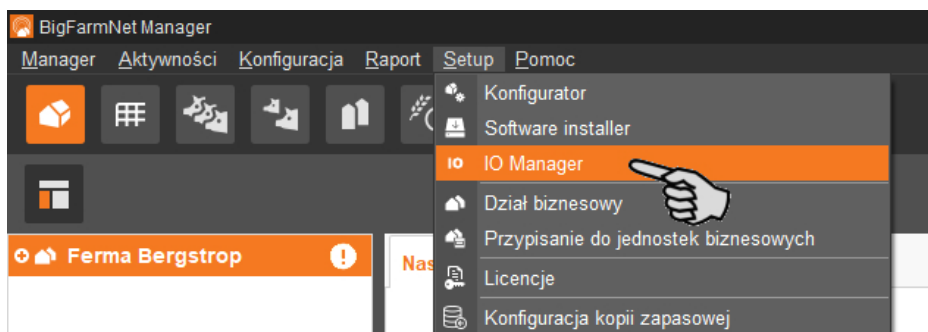 BigFarmNet Manager
Manager Aktywności Konfiguracja Raport Setup Pomoc
Konfigurator
Software installer
IO IO Manager
Dział biznesowy
Przypisanie do jednostek biznesowych
Licencje
Konfiguracja kopii zapasowej
Ferma Bergstrop
Nas